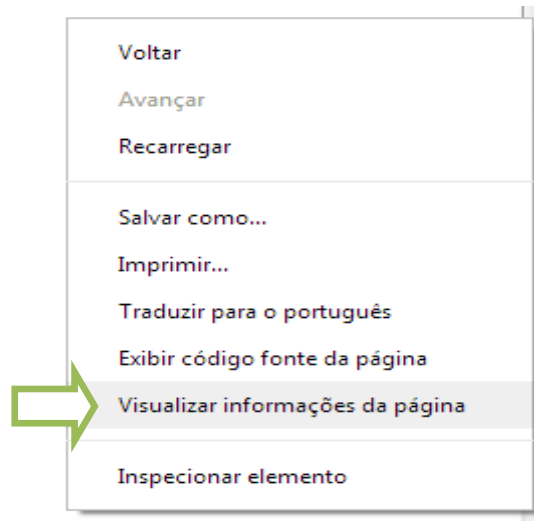 Voltar
Avançar
Recarregar
Salvar como...
Imprimir...
Traduzir para o português
Exibir código fonte da página
Visualizar informações da página
Inspecionar elemento